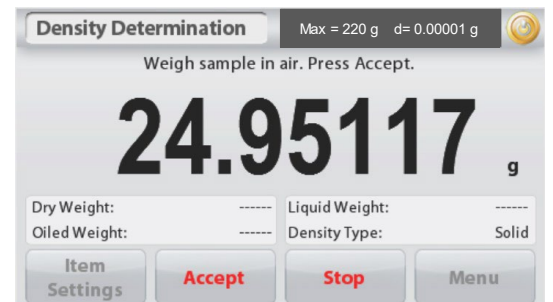 Density Determination Max = 220 g d= 0.00001 g
Weigh sample in air. Press Accept.
24.95117 g
Dry Weight: ------ Liquid Weight: ------
Oiled Weight: ------ Density Type: Solid
Item Settings Accept Stop Menu